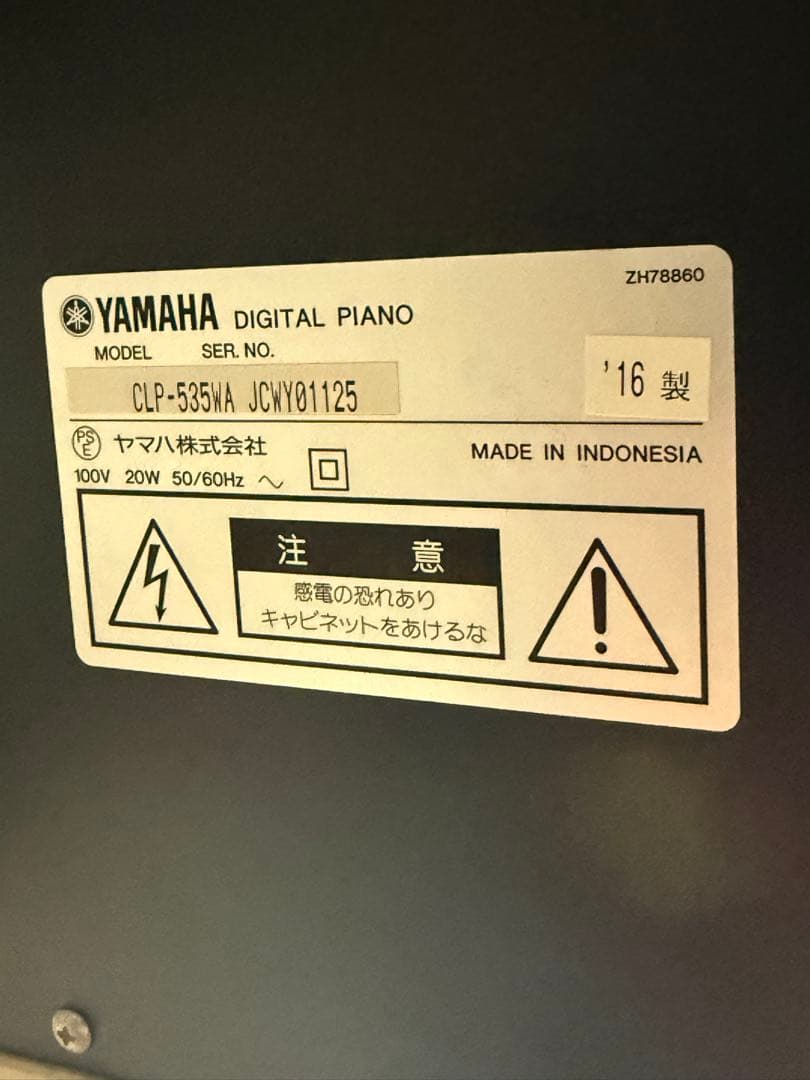 ZH78860
YAMAHA DIGITAL PIANO
MODEL SER. NO.
CLP-535WA JCWY01125
'16 製
PSE ヤマハ株式会社
MADE IN INDONESIA
100V 20W 50/60Hz
注 意
感電の恐れあり
キャビネットをあけるな